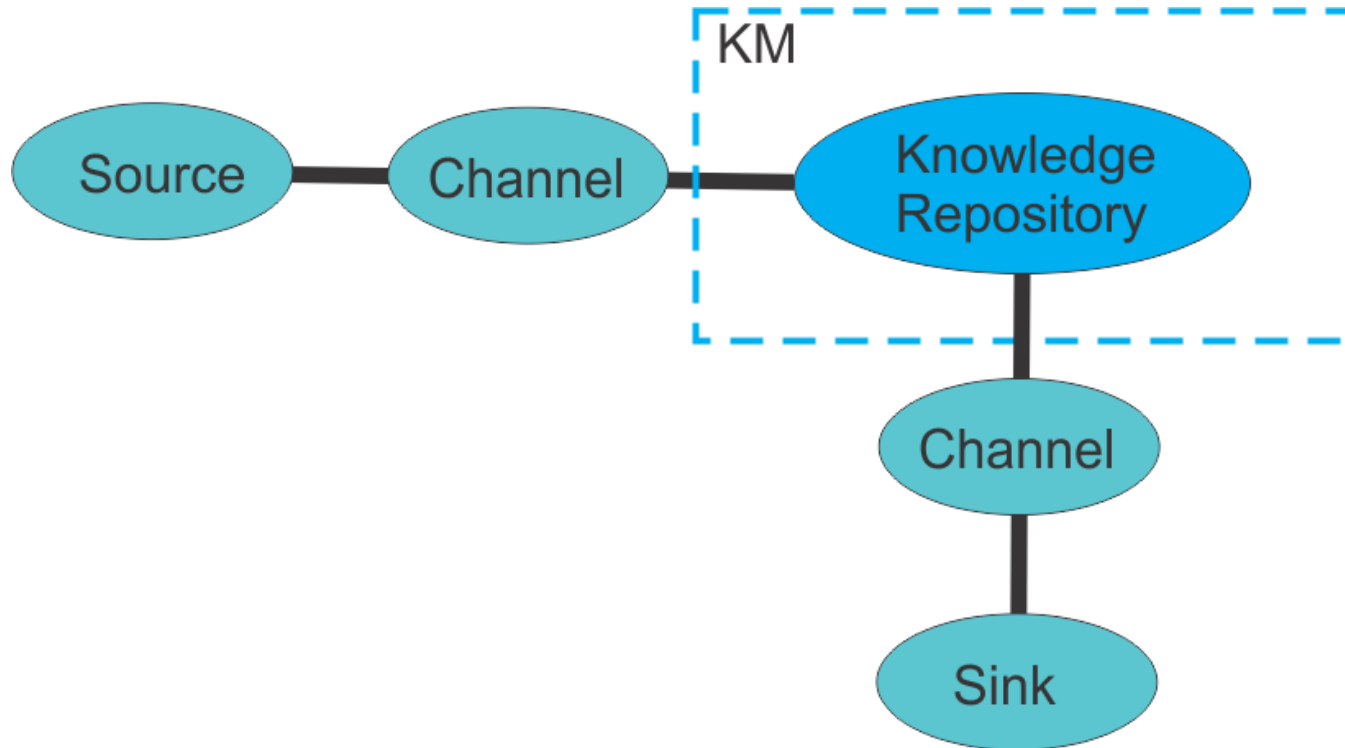 KM
Source
Channel
Knowledge
Repository
Channel
Sink